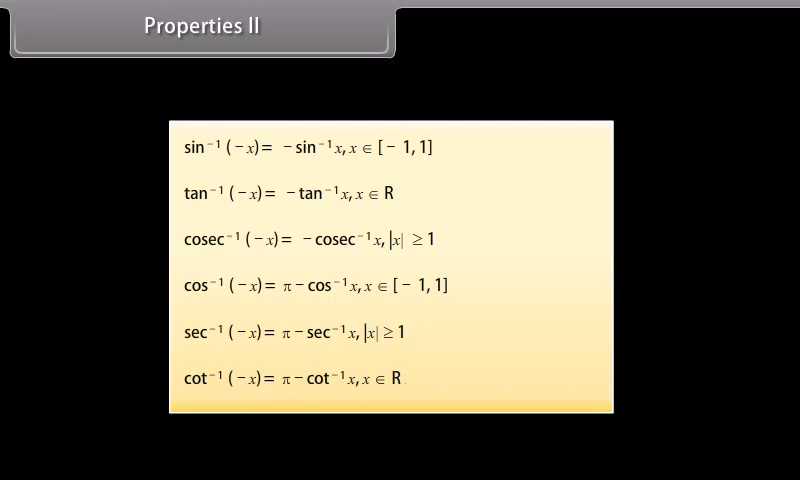 Properties II
sin⁻¹ (−x) = −sin⁻¹x, x ∈ [− 1, 1]
tan⁻¹ (−x) = −tan⁻¹x, x ∈ R
cosec⁻¹ (−x) = −cosec⁻¹x, |x| ≥ 1
cos⁻¹ (−x) = π − cos⁻¹x, x ∈ [− 1, 1]
sec⁻¹ (−x) = π − sec⁻¹x, |x| ≥ 1
cot⁻¹ (−x) = π − cot⁻¹x, x ∈ R